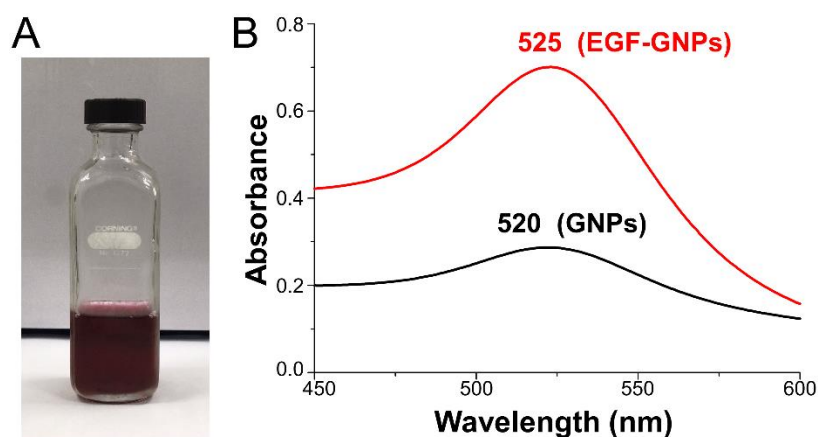 A
B
CORNING®
0.8
0.6
0.4
0.2
0.0
Absorbance
525 (EGF-GNPs)
520 (GNPs)
450
500
550
600
Wavelength (nm)